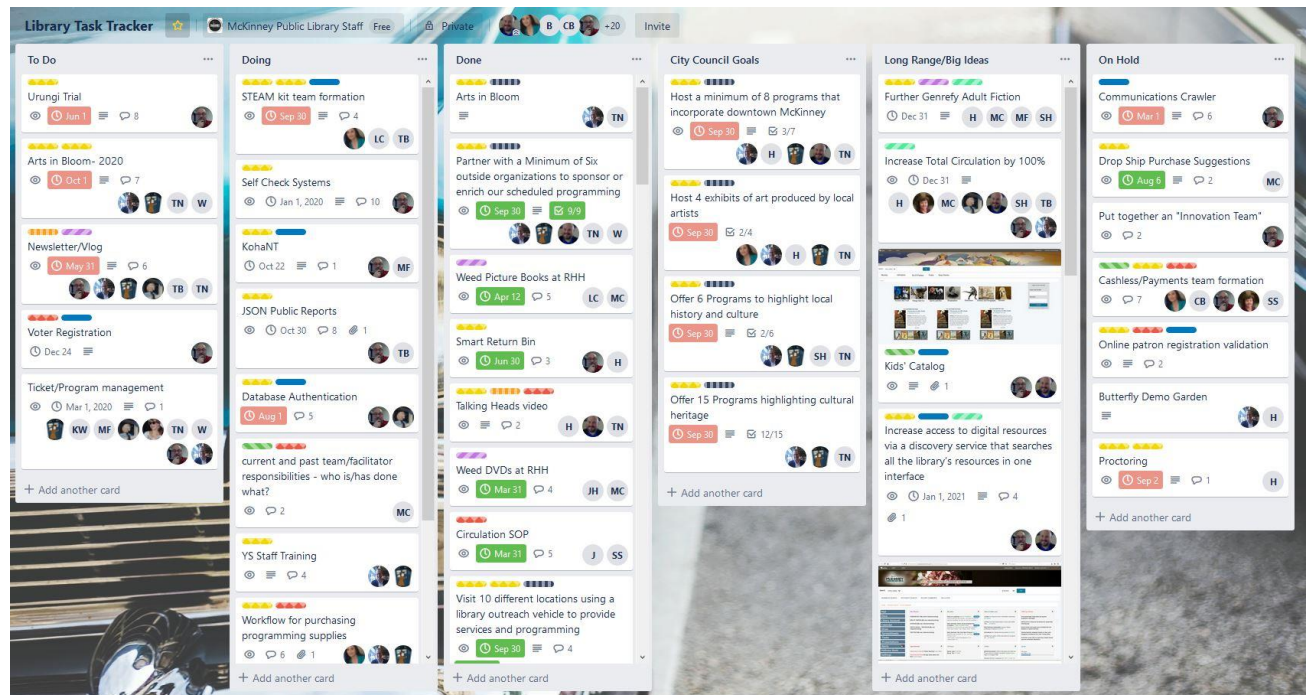 Library Task Tracker
McKinney Public Library Staff Free
Private
B
CB
+20
Invite
To Do
Urungi Trial
Jun 1
8
Arts in Bloom- 2020
Oct 1
7
TN W
Newsletter/Vlog
May 31
6
TB TN
Voter Registration
Dec 24
Ticket/Program management
Mar 1, 2020
1
KW MF TN W
+ Add another card
Doing
STEAM kit team formation
Sep 30
4
LC TB
Self Check Systems
Jan 1, 2020
10
KohaNT
Oct 22
1
MF
JSON Public Reports
Oct 30
8
1
TB
Database Authentication
Aug 1
5
current and past team/facilitator
responsibilities - who is/has done
what?
2
MC
YS Staff Training
4
Workflow for purchasing
programming supplies
6
1
TB
+ Add another card
Done
Arts in Bloom
TN
Partner with a Minimum of Six
outside organizations to sponsor or
enrich our scheduled programming
Sep 30
9/9
TN W
Weed Picture Books at RHH
Apr 12
5
LC MC
Smart Return Bin
Jun 30
3
H
Talking Heads video
2
H TN
Weed DVDs at RHH
Mar 31
4
JH MC
Circulation SOP
Mar 31
5
J SS
Visit 10 different locations using a
library outreach vehicle to provide
services and programming
Sep 30
4
+ Add another card
City Council Goals
Host a minimum of 8 programs that
incorporate downtown McKinney
Sep 30
3/7
H TN
Host 4 exhibits of art produced by local
artists
Sep 30
2/4
H TN
Offer 6 Programs to highlight local
history and culture
Sep 30
2/6
SH TN
Offer 15 Programs highlighting cultural
heritage
Sep 30
12/15
TN
+ Add another card
Long Range/Big Ideas
Further Genrefy Adult Fiction
Dec 31
H MC MF SH
Increase Total Circulation by 100%
Dec 31
H MC SH TB
Kids' Catalog
1
Increase access to digital resources
via a discovery service that searches
all the library's resources in one
interface
Jan 1, 2021
4
1
+ Add another card
On Hold
Communications Crawler
Mar 1
6
Drop Ship Purchase Suggestions
Aug 6
2
MC
Put together an "Innovation Team"
2
Cashless/Payments team formation
7
CB SS
Online patron registration validation
2
Butterfly Demo Garden
H
Proctoring
Sep 2
1
H
+ Add another card